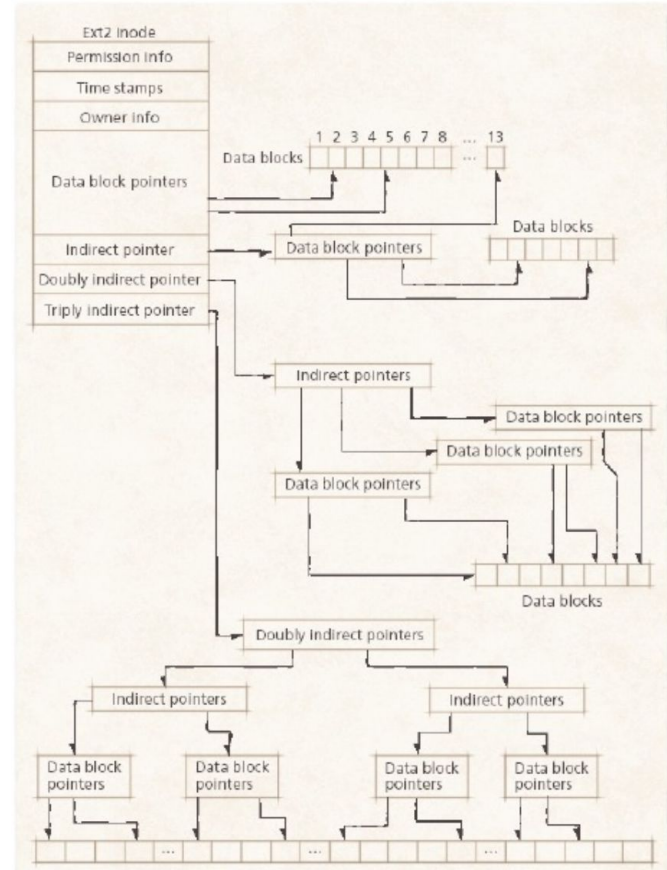 Ext2 inode
Permission info
Time stamps
Owner info
Data block pointers
Indirect pointer
Doubly indirect pointer
Triply indirect pointer
1 2 3 4 5 6 7 8 ... 13
Data blocks
...
Data block pointers
Data blocks
Indirect pointers
Data block pointers
Data block pointers
Data block pointers
Data blocks
Doubly indirect pointers
Indirect pointers
Indirect pointers
Data block
pointers
Data block
pointers
Data block
pointers
Data block
pointers
... ... ...